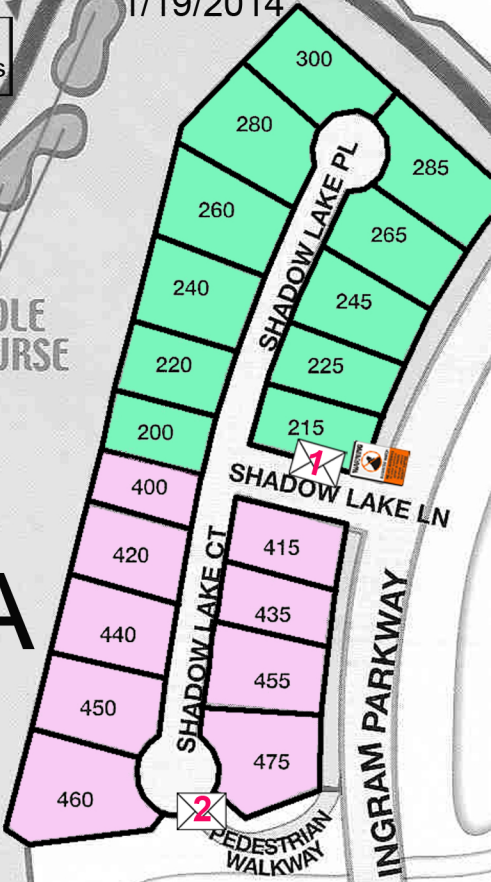 1/19/2014
300
280
285
260
265
SHADOW LAKE PL
240
245
OLE
URSE
220
225
200
215
1
SHADOW LAKE LN
400
415
420
435
SHADOW LAKE CT
440
455
A
INGRAM PARKWAY
450
475
460
2
PEDESTRIAN
WALKWAY